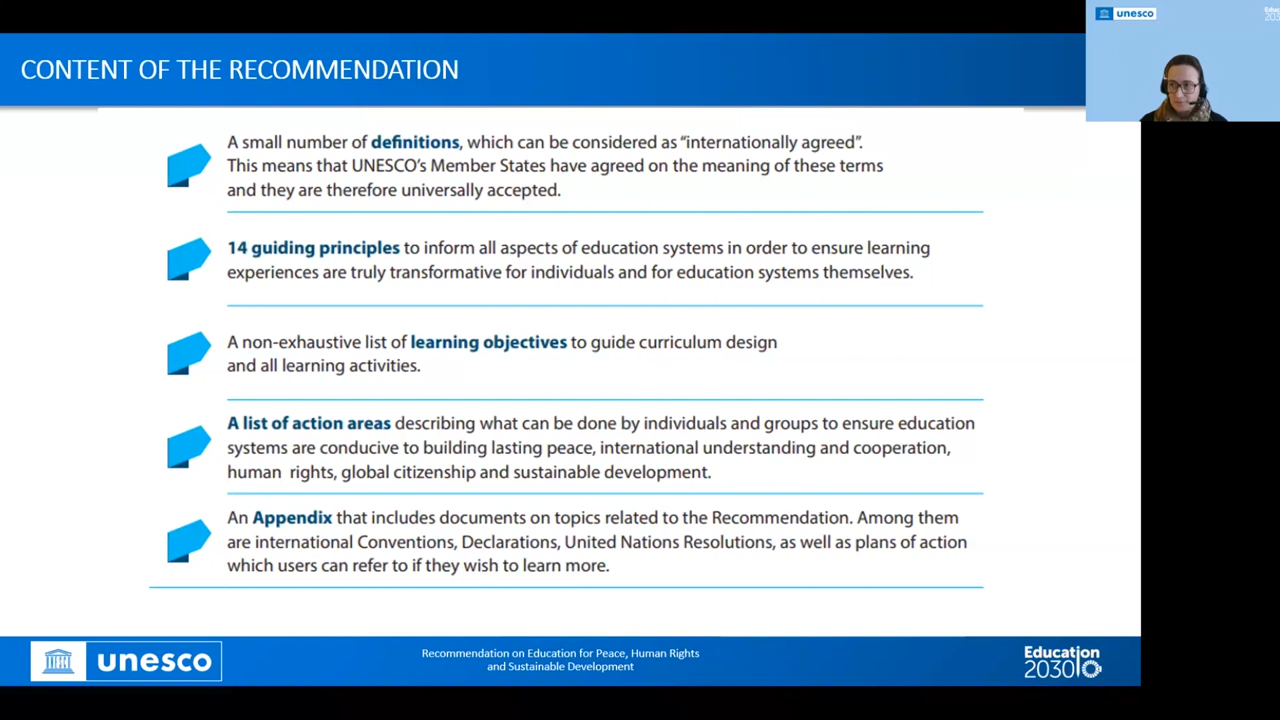 CONTENT OF THE RECOMMENDATION
unesco
A small number of definitions, which can be considered as “internationally agreed”.
This means that UNESCO’s Member States have agreed on the meaning of these terms
and they are therefore universally accepted.
14 guiding principles to inform all aspects of education systems in order to ensure learning
experiences are truly transformative for individuals and for education systems themselves.
A non-exhaustive list of learning objectives to guide curriculum design
and all learning activities.
A list of action areas describing what can be done by individuals and groups to ensure education
systems are conducive to building lasting peace, international understanding and cooperation,
human rights, global citizenship and sustainable development.
An Appendix that includes documents on topics related to the Recommendation. Among them
are international Conventions, Declarations, United Nations Resolutions, as well as plans of action
which users can refer to if they wish to learn more.
unesco
Recommendation on Education for Peace, Human Rights
and Sustainable Development
Education
2030